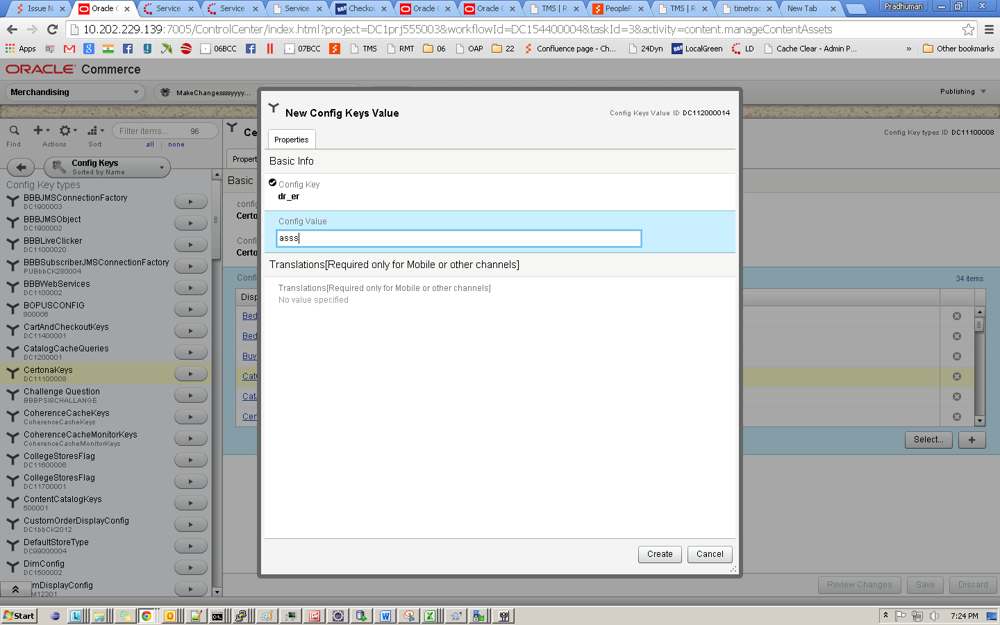 Issue N
Oracle C
Service
Service
Service
Checkou
Oracle C
Oracle C
TMS | R
PeopleP
TMS | R
timetrac
New Tab
Pradhuman
10.202.229.139:7005/ControlCenter/index.html?project=DC1prj555003&workflowId=DC154400004&taskId=3&activity=content.manageContentAssets
Apps
06BCC
07BCC
TMS
RMT
06
OAP
22
Confluence page - Ch...
24Dyn
LocalGreen
LD
Cache Clear - Admin P...
»
Other bookmarks
ORACLE Commerce
Merchandising
MakeChangessssyyyy...
Publishing
Find
Actions
Sort
Filter items...
96
all | none
Config Keys
Sorted by Name
Config Key types
BBBJMSConnectionFactory
DC1900003
BBBJMSObject
DC1900002
BBBLiveClicker
DC11000020
BBBSubscriberJMSConnectionFactory
PUBbbCK280004
BBBWebServices
DC1100002
BOPUSCONFIG
800006
CartAndCheckoutKeys
DC11400001
CatalogCacheQueries
DC1200001
CertonaKeys
DC11100008
Challenge Question
BBBPSI8CHALLANGE
CoherenceCacheKeys
CoherenceCacheKeys
CoherenceCacheMonitorKeys
CoherenceCacheMonitorKeys
CollegeStoresFlag
DC11600006
CollegeStoresFlag
DC11700001
ContentCatalogKeys
500001
CustomOrderDisplayConfig
DC1bbCK2012
DefaultStoreType
DC99000004
DimConfig
DC1500002
mDisplayConfig
M12301
Ce
Config Key types ID DC11100008
Propert
Basic
config
Certo
Confi
Certo
Confi
34 items
Disp
Bed
Bed
Buy
Cat
Cat
Cer
Select...
+
Review Changes
Save
Discard
New Config Keys Value
Config Keys Value ID DC112000014
Properties
Basic Info
Config Key
dr_er
Config Value
asss
Translations[Required only for Mobile or other channels]
Translations[Required only for Mobile or other channels]
No value specified
Create
Cancel
Start
7:24 PM